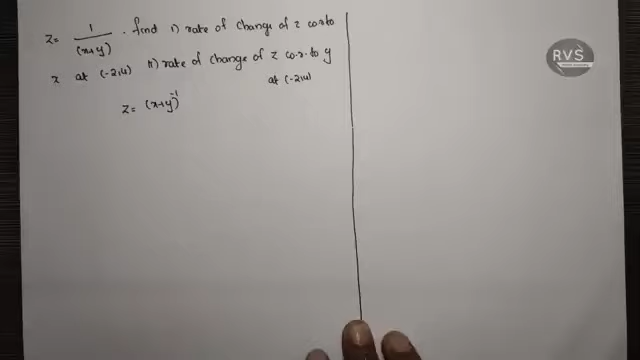 z = 1/(x+y) . find i) rate of change of z w.r.to
x at (-2,4) ii) rate of change of z w.r.to y
at (-2,4)
z = (x+y)^-1
RVS